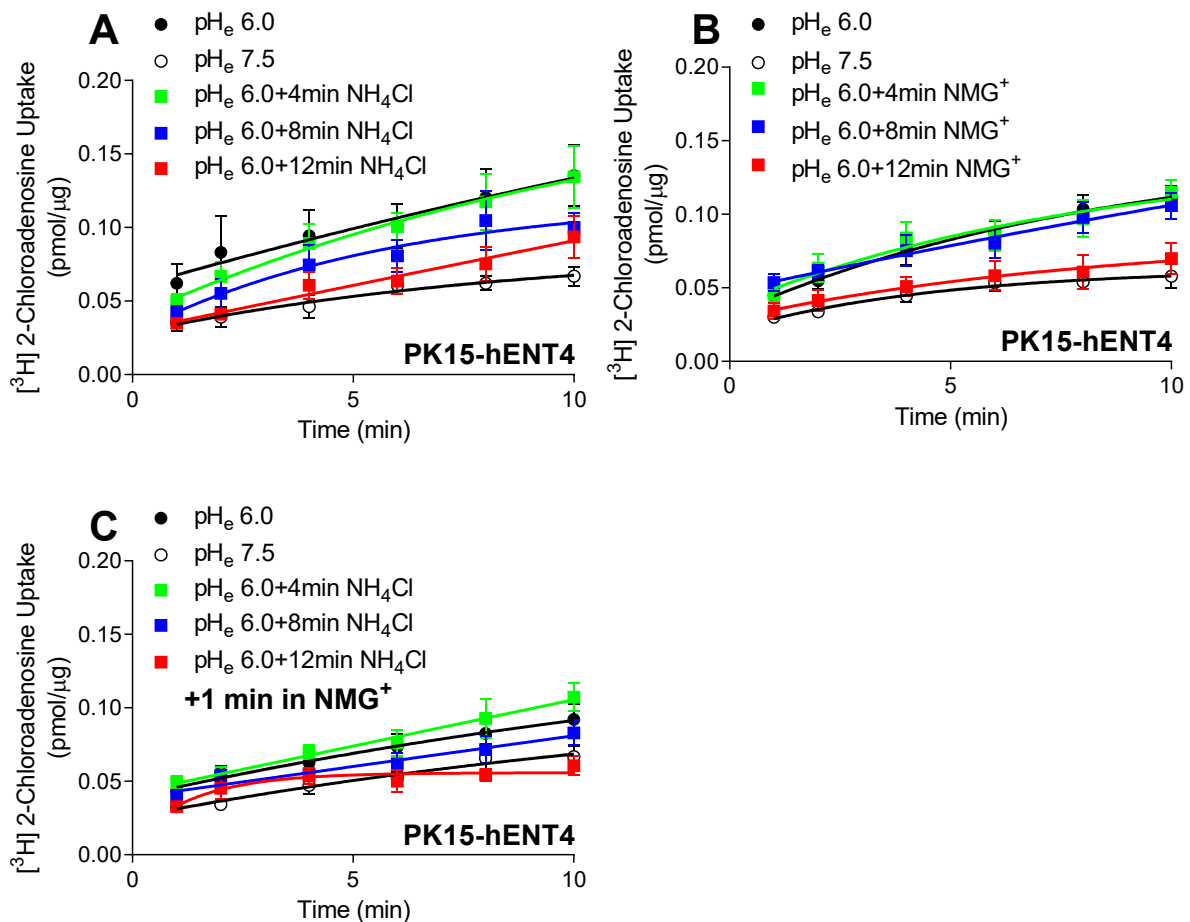 A
pHe 6.0
pHe 7.5
pHe 6.0+4min NH4Cl
pHe 6.0+8min NH4Cl
pHe 6.0+12min NH4Cl
[3H] 2-Chloroadenosine Uptake
(pmol/μg)
0.20
0.15
0.10
0.05
0.00
0
5
10
Time (min)
PK15-hENT4
B
pHe 6.0
pHe 7.5
pHe 6.0+4min NMG+
pHe 6.0+8min NMG+
pHe 6.0+12min NMG+
[3H] 2-Chloroadenosine Uptake
(pmol/μg)
0.20
0.15
0.10
0.05
0.00
0
5
10
Time (min)
PK15-hENT4
C
pHe 6.0
pHe 7.5
pHe 6.0+4min NH4Cl
pHe 6.0+8min NH4Cl
pHe 6.0+12min NH4Cl
+1 min in NMG+
[3H] 2-Chloroadenosine Uptake
(pmol/μg)
0.20
0.15
0.10
0.05
0.00
0
5
10
Time (min)
PK15-hENT4